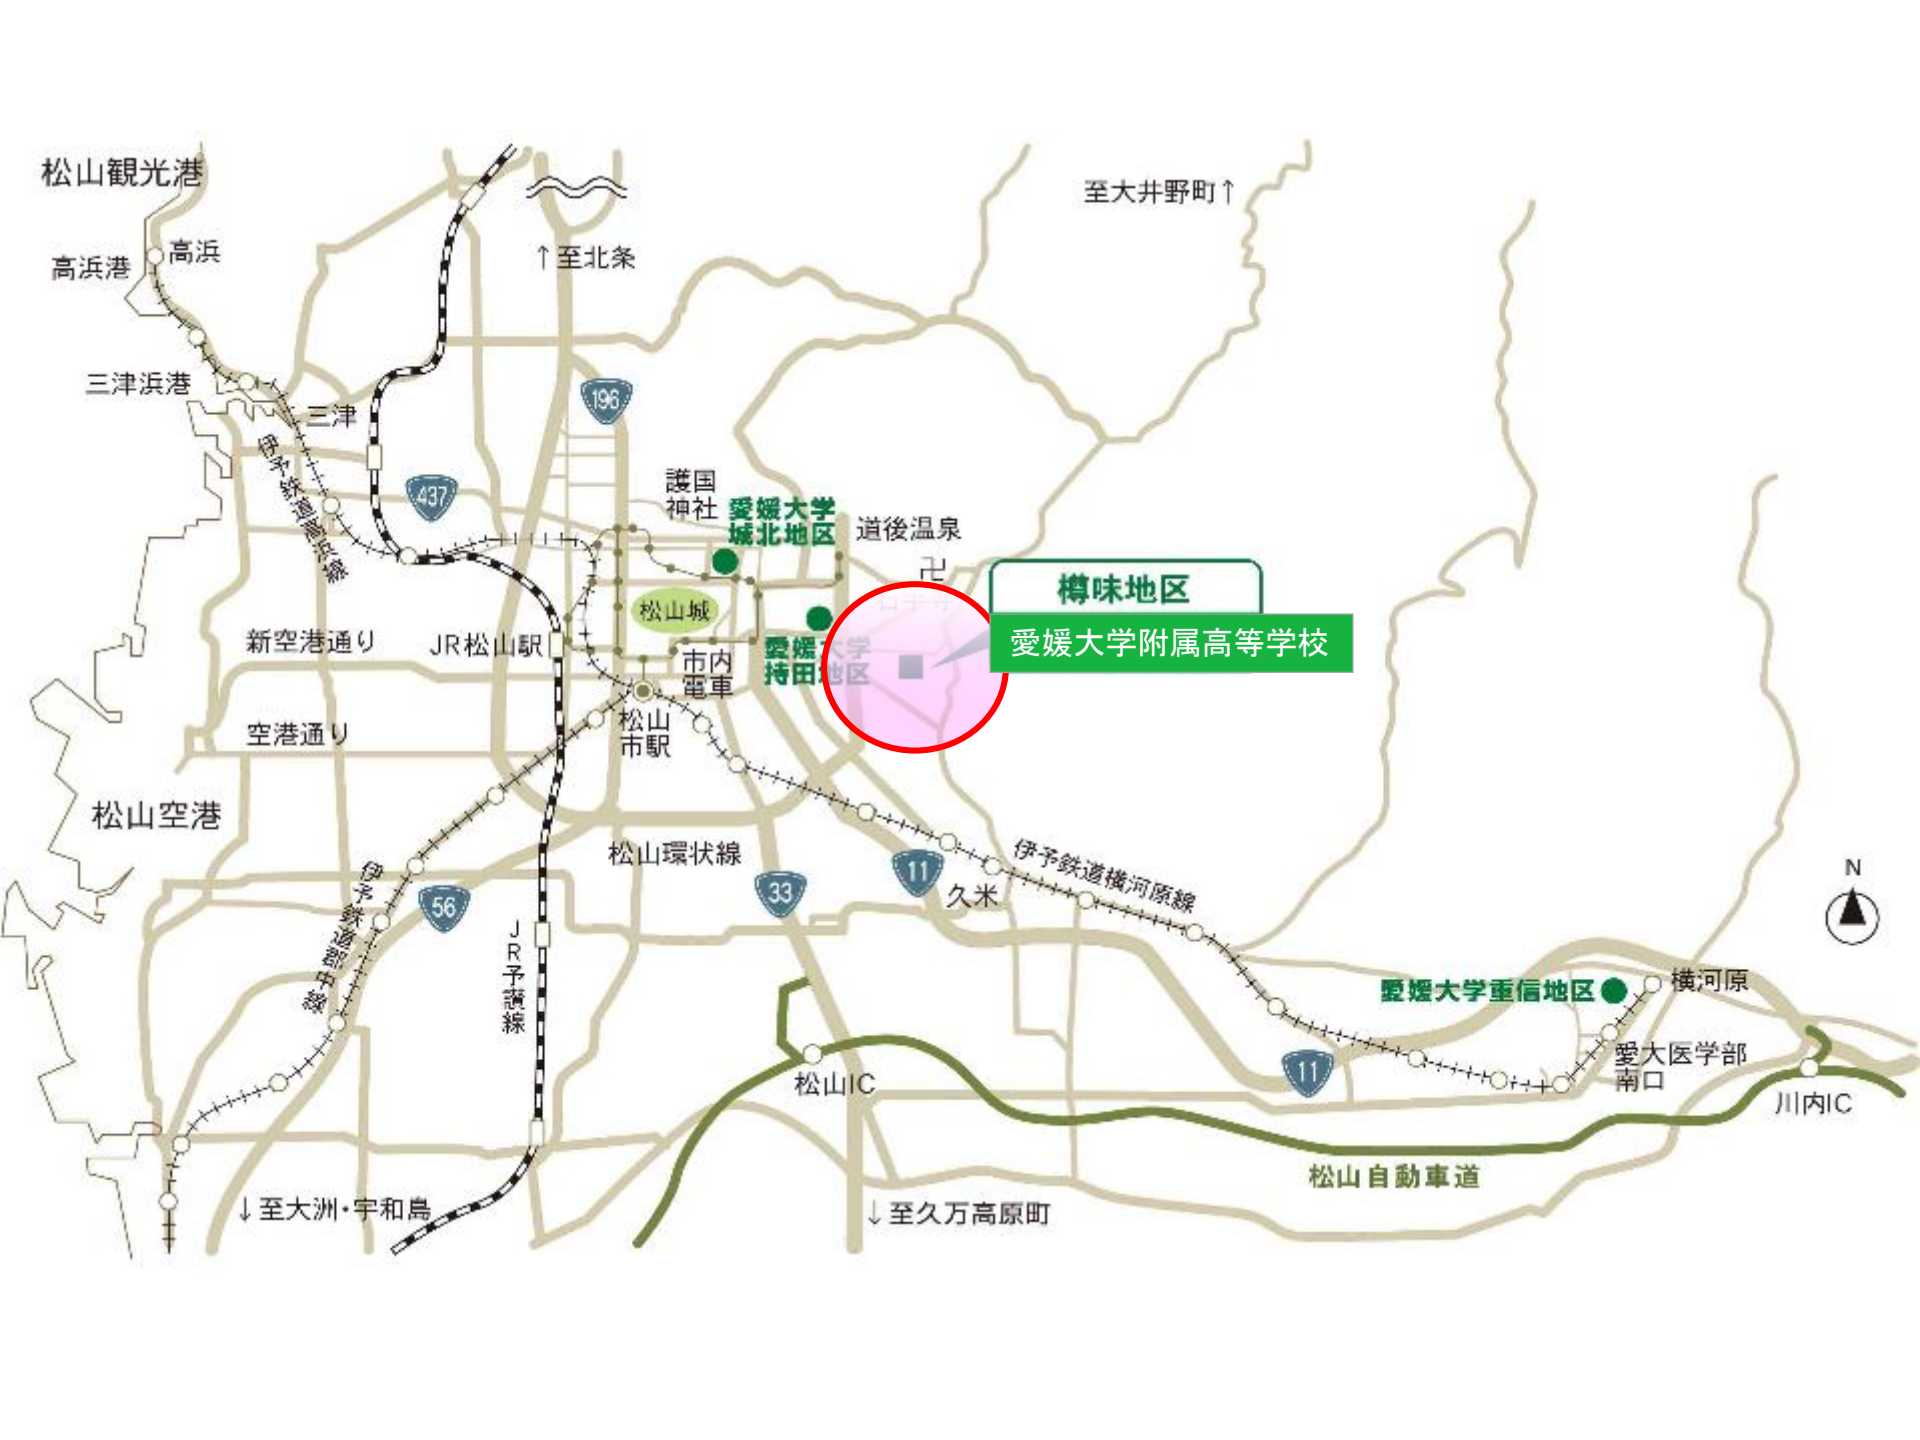 松山観光港
至大井野町↑
高浜
高浜港
↑至北条
三津浜港
196
三津
伊予鉄道高浜線
437
護国
神社
愛媛大学
城北地区
道後温泉
卍
石手寺
樽味地区
愛媛大学附属高等学校
松山城
新空港通り
JR松山駅
愛媛大学
持田地区
市内
電車
松山
市駅
空港通り
松山空港
松山環状線
伊予鉄道横河原線
11
33
56
久米
伊予鉄道郡中線
JR予讃線
N
愛媛大学重信地区
横河原
愛大医学部
南口
11
松山IC
川内IC
松山自動車道
↓至大洲・宇和島
↓至久万高原町